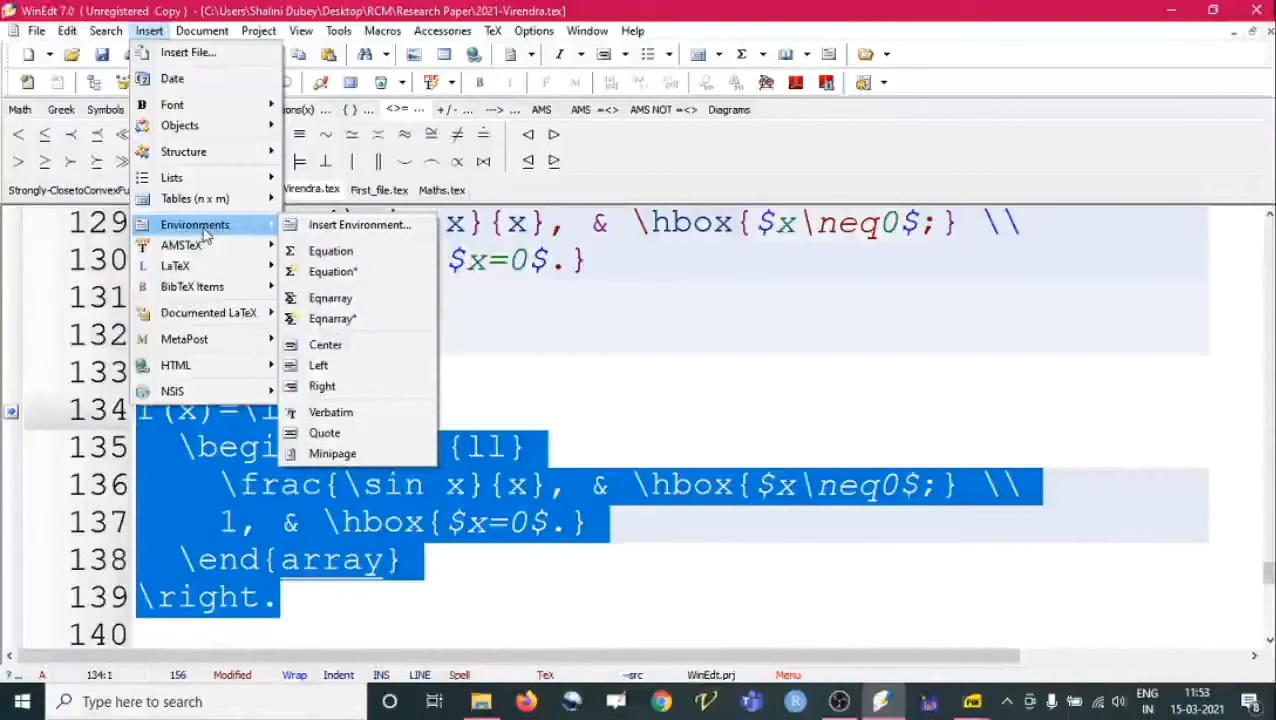 WinEdt 7.0 ( Unregistered Copy ) - [C:\Users\Shalini Dubey\Desktop\RCM\Research Paper\2021-Virendra.tex]
File Edit Search Insert Document Project View Tools Macros Accessories TeX Options Window Help
Math Greek Symbols ons(x) ... { } ... <>= ... +/- ... ---> ... AMS AMS =<> AMS NOT =<> Diagrams
Strongly-ClosetoConvexFu Virendra.tex First_file.tex Maths.tex
Insert File...
Date
Font
Objects
Structure
Lists
Tables (n x m)
Environments
AMSTeX
LaTeX
BibTeX Items
Documented LaTeX
MetaPost
HTML
NSIS
Insert Environment...
Equation
Equation*
Eqnarray
Eqnarray*
Center
Left
Right
Verbatim
Quote
Minipage
129 x}{x}, & \hbox{$x\neq0$;} \\
130 $x=0$.}
131
132
133
134 f(x)=\l
135 \begi {ll}
136 \frac{\sin x}{x}, & \hbox{$x\neq0$;} \\
137 1, & \hbox{$x=0$.}
138 \end{array}
139 \right.
140
?... A 134:1 156 Modified Wrap Indent INS LINE Spell TeX --src WinEdt.prj Menu
Type here to search
ENG 11:53
IN 15-03-2021